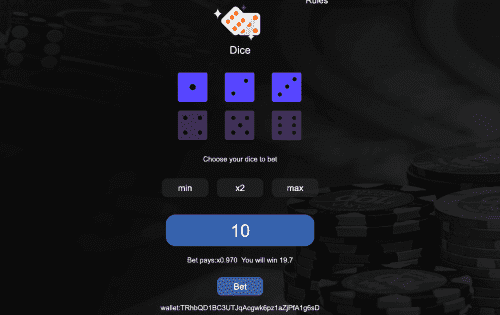 Rules
Dice
Choose your dice to bet
min x2 max
10
Bet pays:x0.970 You will win 19.7
Bet
wallet:TRhbQD1BC3UTJqAcgwk6pz1aZjPfA1g6sD